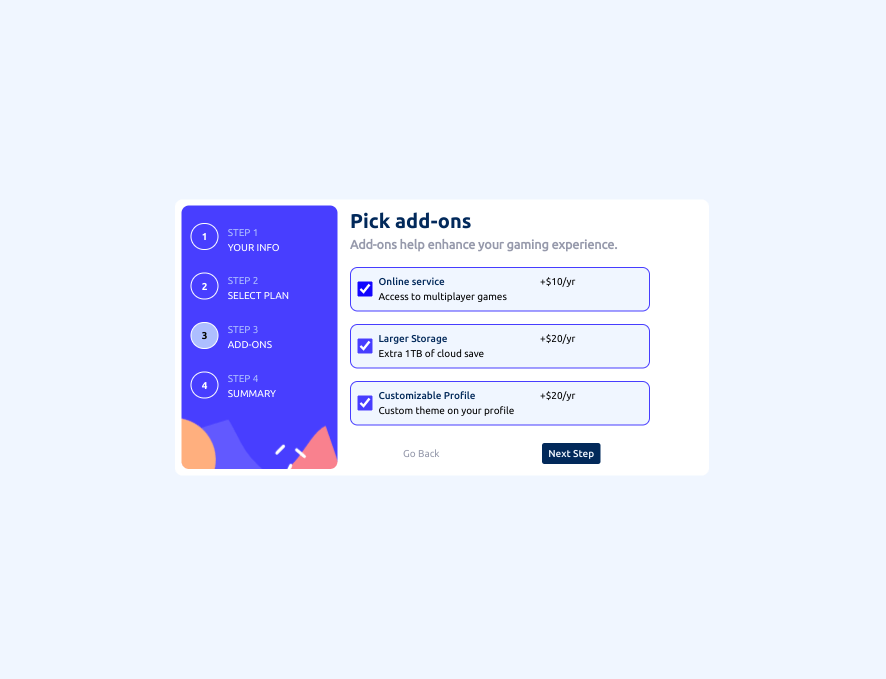 1
STEP 1
YOUR INFO
2
STEP 2
SELECT PLAN
3
STEP 3
ADD-ONS
4
STEP 4
SUMMARY
Pick add-ons
Add-ons help enhance your gaming experience.
Online service +$10/yr
Access to multiplayer games
Larger Storage +$20/yr
Extra 1TB of cloud save
Customizable Profile +$20/yr
Custom theme on your profile
Go Back Next Step